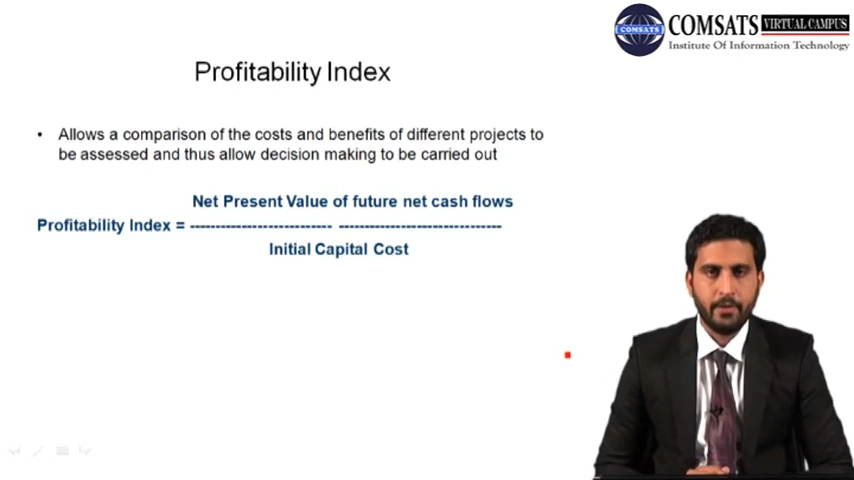 COMSATS
COMSATS VIRTUAL CAMPUS
Institute Of Information Technology
Profitability Index
• Allows a comparison of the costs and benefits of different projects to
be assessed and thus allow decision making to be carried out
Net Present Value of future net cash flows
Profitability Index = --------------------------- -------------------------------
Initial Capital Cost